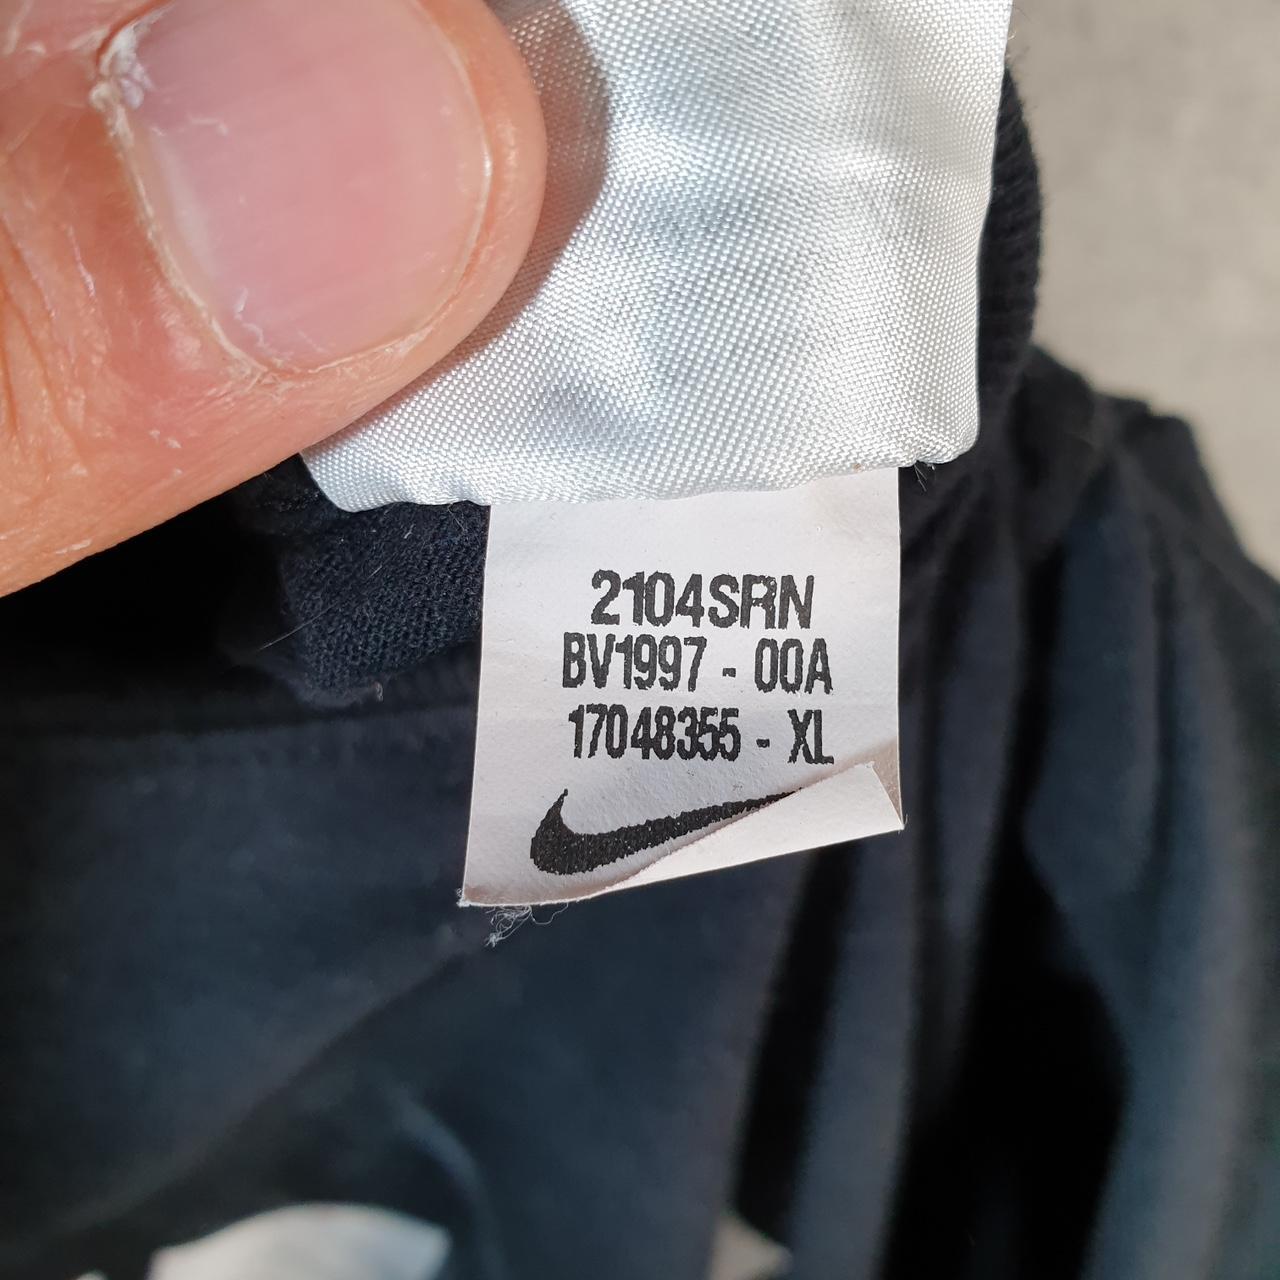 2104SRN
BV1997 - 00A
17048355 - XL